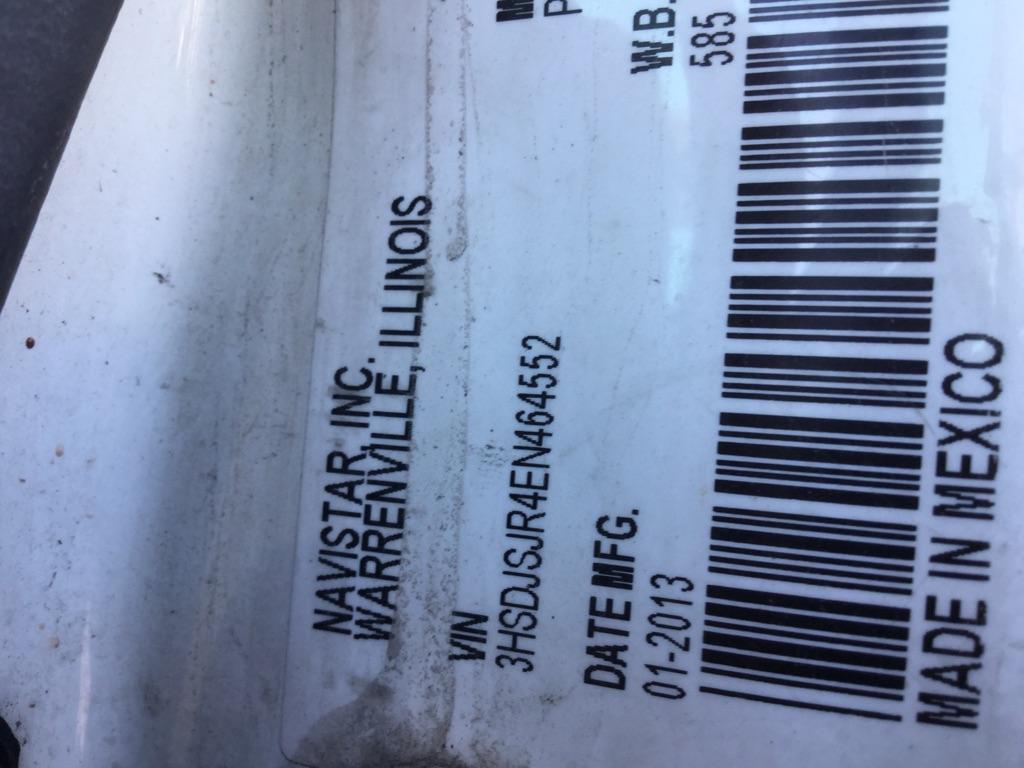 NAVISTAR, INC.
WARRENVILLE, ILLINOIS
VIN
3HSDJSJR4EN464552
DATE MFG.
01-2013
W.B.
585
MADE IN MEXICO